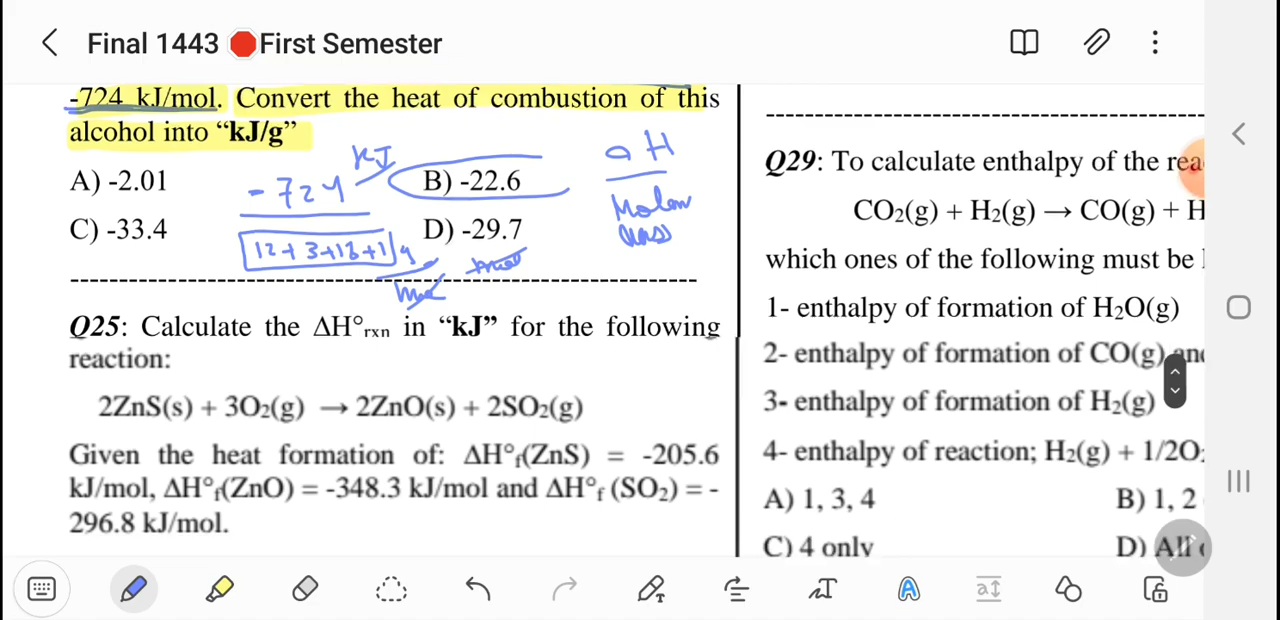 Final 1443 🛑First Semester
-724 kJ/mol. Convert the heat of combustion of this
alcohol into “kJ/g”
A) -2.01
B) -22.6
C) -33.4
D) -29.7
-724 kJ
12+3+16+1 g
mol
mol
ΔH
Molar
Mass
Q25: Calculate the ΔH°rxn in “kJ” for the following
reaction:
2ZnS(s) + 3O₂(g) → 2ZnO(s) + 2SO₂(g)
Given the heat formation of: ΔH°f(ZnS) = -205.6
kJ/mol, ΔH°f(ZnO) = -348.3 kJ/mol and ΔH°f (SO₂) = -
296.8 kJ/mol.
Q29: To calculate enthalpy of the rea
CO₂(g) + H₂(g) → CO(g) + H
which ones of the following must be
1- enthalpy of formation of H₂O(g)
2- enthalpy of formation of CO(g) and
3- enthalpy of formation of H₂(g)
4- enthalpy of reaction; H₂(g) + 1/2O₂
A) 1, 3, 4
B) 1, 2
C) 4 only
D) All